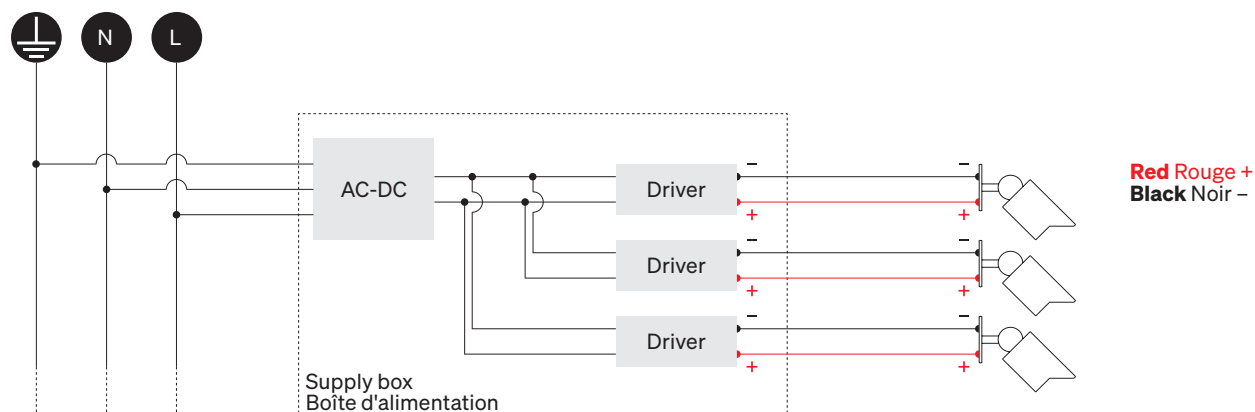 N
L
AC-DC
Driver
−
+
−
+
Red Rouge +
Black Noir –
Driver
−
+
−
+
Driver
−
+
−
+
Supply box
Boîte d'alimentation